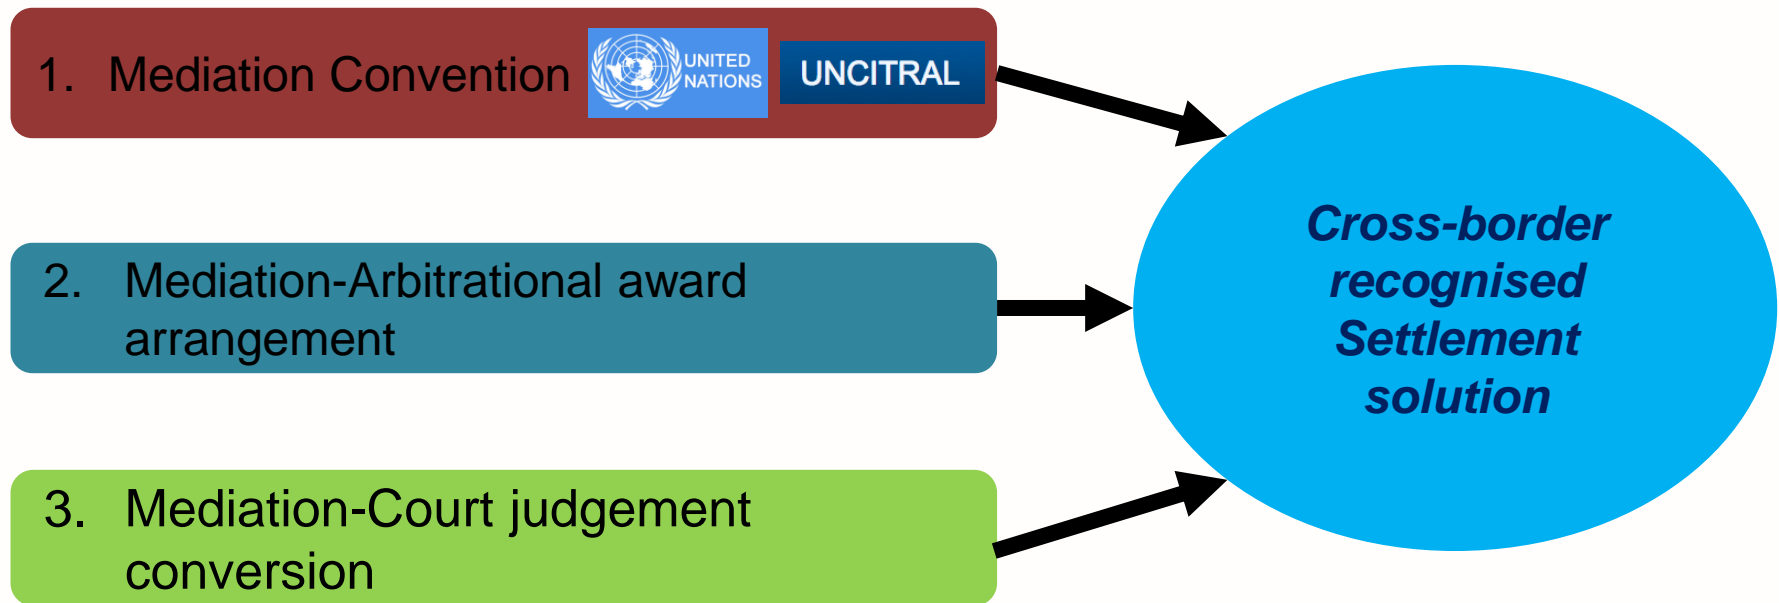 1. Mediation Convention
UNITED
NATIONS
UNCITRAL
2. Mediation-Arbitrational award
arrangement
3. Mediation-Court judgement
conversion
Cross-border
recognised
Settlement
solution